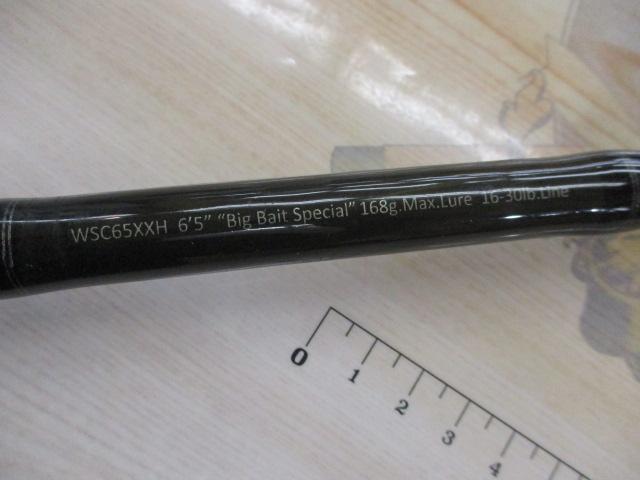 WSC65XXH 6’5” “Big Bait Special” 168g.Max.Lure 16-30lb.Line
0 1 2 3 4